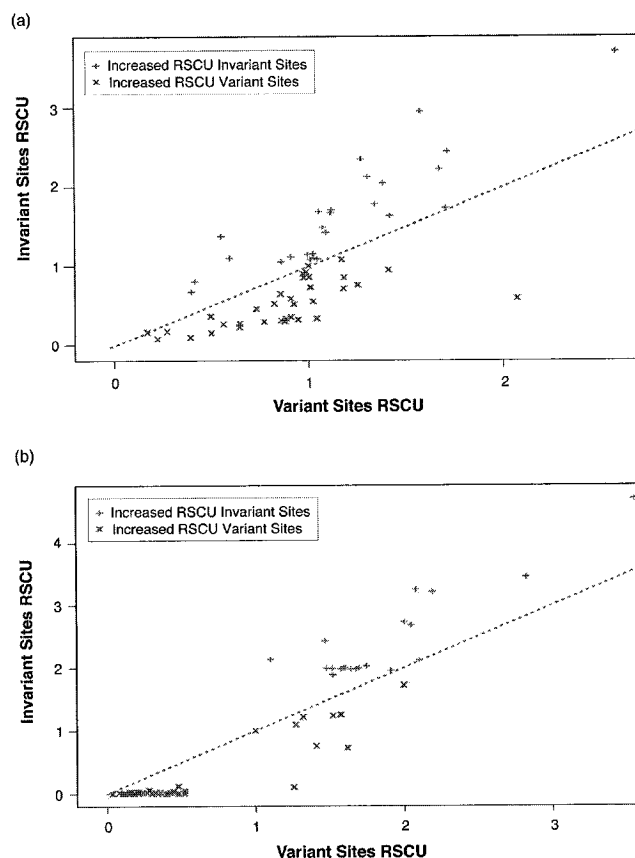 (a)
+ Increased RSCU Invariant Sites
× Increased RSCU Variant Sites
Invariant Sites RSCU
3
2
1
0
0 1 2
Variant Sites RSCU
(b)
+ Increased RSCU Invariant Sites
× Increased RSCU Variant Sites
Invariant Sites RSCU
4
3
2
1
0
0 1 2 3
Variant Sites RSCU